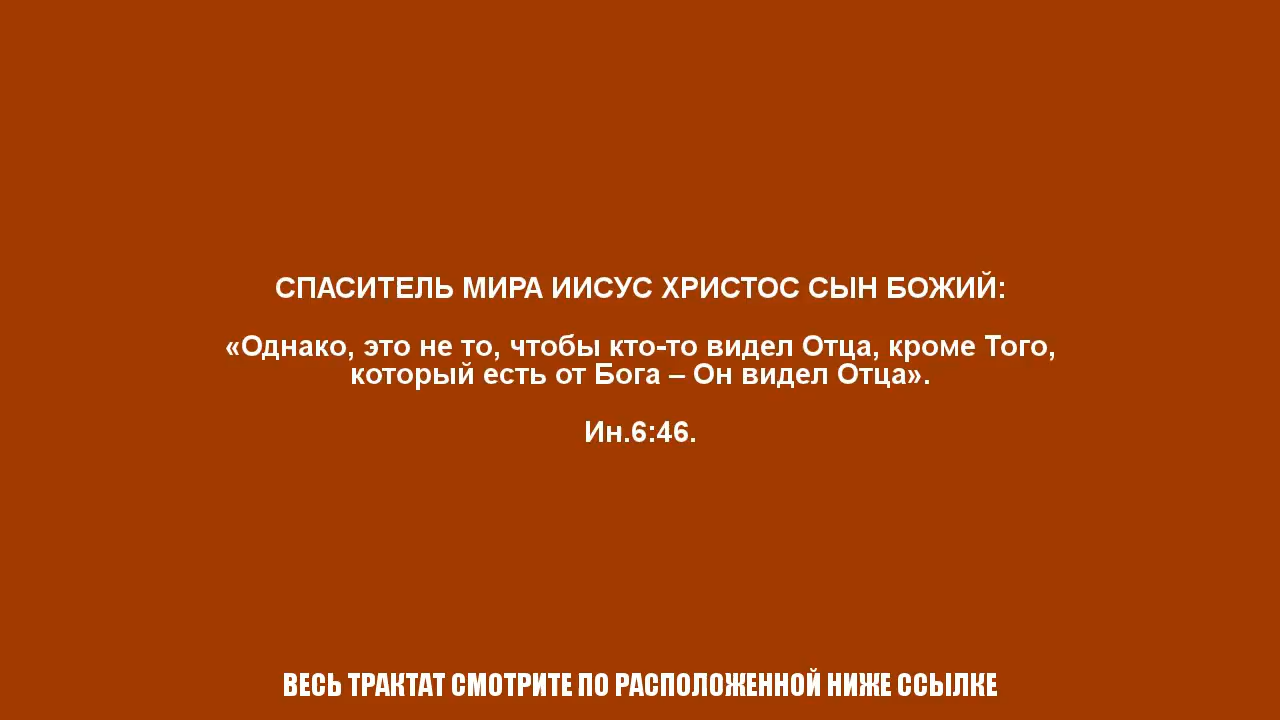 СПАСИТЕЛЬ МИРА ИИСУС ХРИСТОС СЫН БОЖИЙ:
«Однако, это не то, чтобы кто-то видел Отца, кроме Того,
который есть от Бога – Он видел Отца».
Ин.6:46.
ВЕСЬ ТРАКТАТ СМОТРИТЕ ПО РАСПОЛОЖЕННОЙ НИЖЕ ССЫЛКЕ